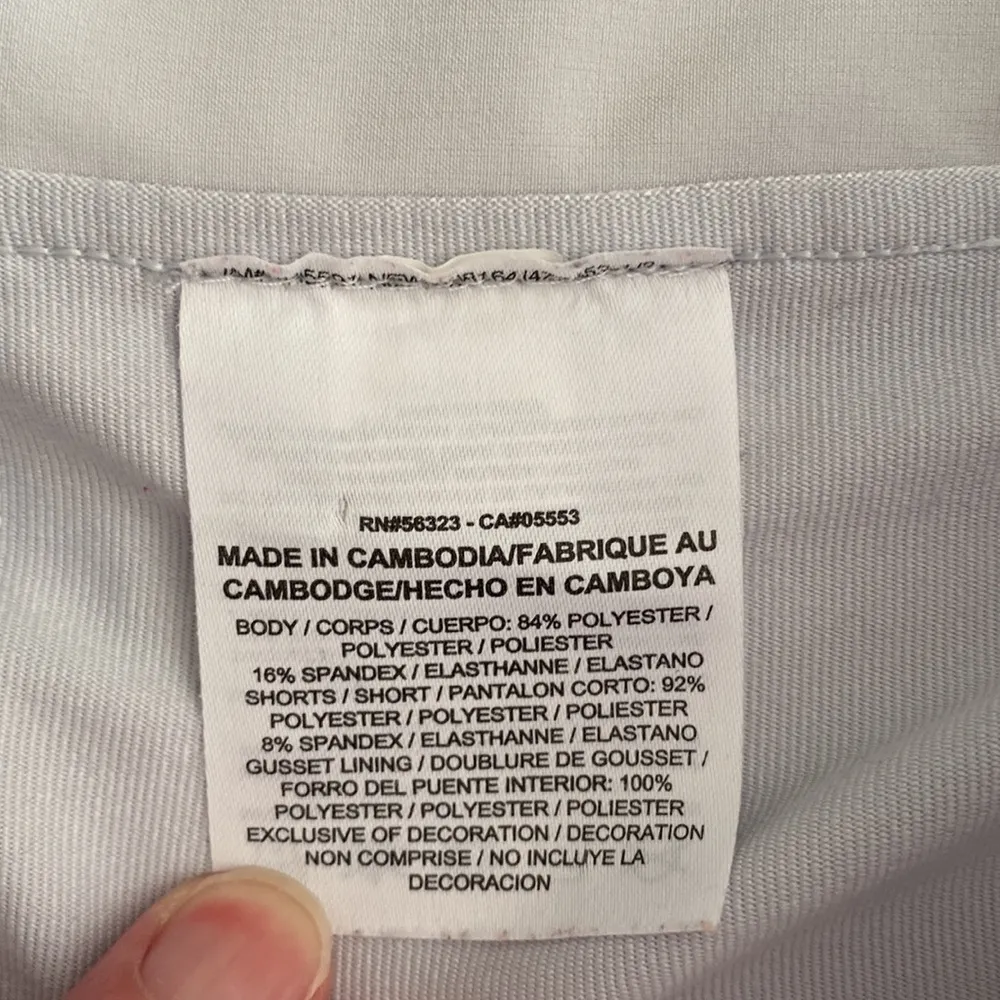 RN#56323 - CA#05553
MADE IN CAMBODIA/FABRIQUE AU
CAMBODGE/HECHO EN CAMBOYA
BODY / CORPS / CUERPO: 84% POLYESTER /
POLYESTER / POLIESTER
16% SPANDEX / ELASTHANNE / ELASTANO
SHORTS / SHORT / PANTALON CORTO: 92%
POLYESTER / POLYESTER / POLIESTER
8% SPANDEX / ELASTHANNE / ELASTANO
GUSSET LINING / DOUBLURE DE GOUSSET /
FORRO DEL PUENTE INTERIOR: 100%
POLYESTER / POLYESTER / POLIESTER
EXCLUSIVE OF DECORATION / DECORATION
NON COMPRISE / NO INCLUYE LA
DECORACION